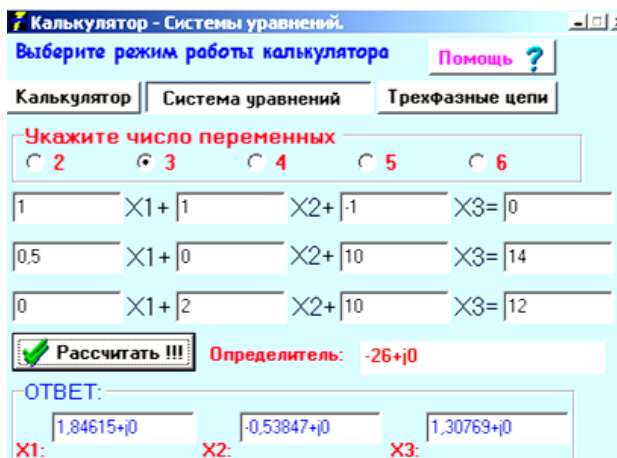 Калькулятор - Системы уравнений.
Выберите режим работы калькулятора
Помощь ?
Калькулятор Система уравнений Трехфазные цепи
Укажите число переменных
2 3 4 5 6
1 X1+ 1 X2+ -1 X3= 0
0,5 X1+ 0 X2+ 10 X3= 14
0 X1+ 2 X2+ 10 X3= 12
Рассчитать !!! Определитель: -26+j0
ОТВЕТ:
1,84615+j0 -0,53847+j0 1,30769+j0
X1: X2: X3: